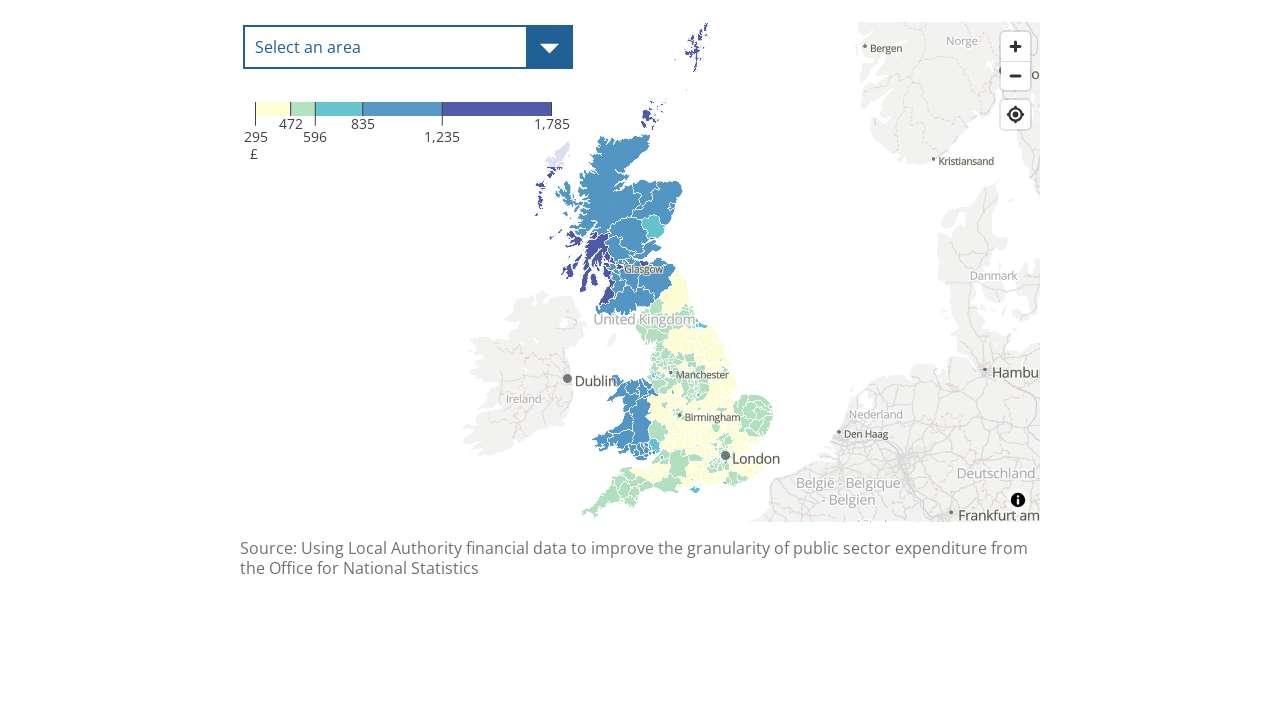 Select an area
472
835
1,785
295
596
1,235
£
Bergen
Norge
Kristiansand
Danmark
Glasgow
United Kingdom
Manchester
Dublin
Hambu
Ireland
Birmingham
Nederland
Den Haag
London
Deutschland
België - Belgique
- Belgien
Frankfurt am
Source: Using Local Authority financial data to improve the granularity of public sector expenditure from
the Office for National Statistics